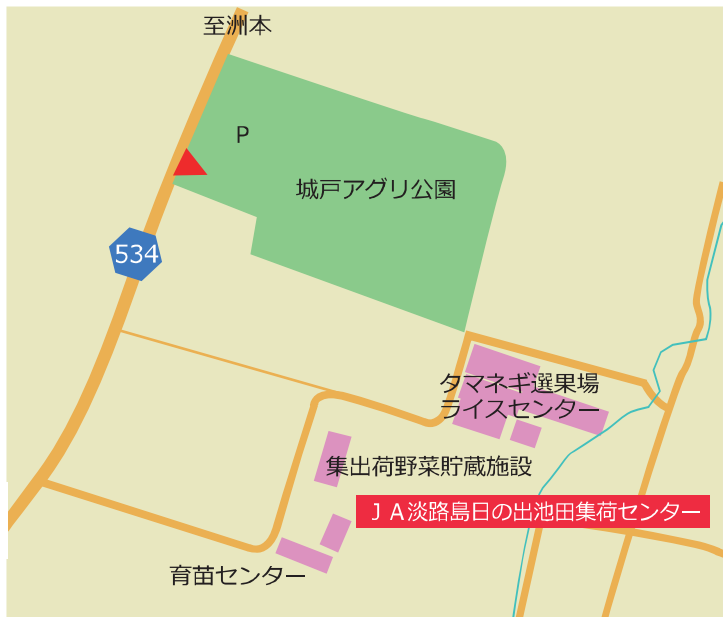 至洲本
P
城戸アグリ公園
534
タマネギ選果場
ライスセンター
集出荷野菜貯蔵施設
ＪＡ淡路島日の出池田集荷センター
育苗センター